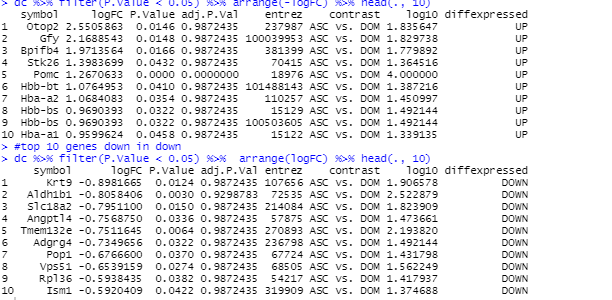 > dc %>% filter(P.Value < 0.05) %>% arrange(-logFC) %>% head(., 10)
symbol logFC P.Value adj.P.Val entrez contrast log10 diffexpressed
1 Otop2 2.5505863 0.0146 0.9872435 237987 ASC vs. DOM 1.835647 UP
2 Gfy 2.1688543 0.0148 0.9872435 100039953 ASC vs. DOM 1.829738 UP
3 Bpifb4 1.9713564 0.0166 0.9872435 381399 ASC vs. DOM 1.779892 UP
4 Stk26 1.3983699 0.0432 0.9872435 70415 ASC vs. DOM 1.364516 UP
5 Pomc 1.2670633 0.0000 0.0000000 18976 ASC vs. DOM 4.000000 UP
6 Hbb-bt 1.0764953 0.0410 0.9872435 101488143 ASC vs. DOM 1.387216 UP
7 Hba-a2 1.0684083 0.0354 0.9872435 110257 ASC vs. DOM 1.450997 UP
8 Hbb-bs 0.9690393 0.0322 0.9872435 15129 ASC vs. DOM 1.492144 UP
9 Hbb-bs 0.9690393 0.0322 0.9872435 100503605 ASC vs. DOM 1.492144 UP
10 Hba-a1 0.9599624 0.0458 0.9872435 15122 ASC vs. DOM 1.339135 UP
> #top 10 genes down in down
> dc %>% filter(P.Value < 0.05) %>% arrange(logFC) %>% head(., 10)
symbol logFC P.Value adj.P.Val entrez contrast log10 diffexpressed
1 Krt9 -0.8981665 0.0124 0.9872435 107656 ASC vs. DOM 1.906578 DOWN
2 Aldh1b1 -0.8058406 0.0030 0.9298783 72535 ASC vs. DOM 2.522879 DOWN
3 Slc18a2 -0.7951100 0.0150 0.9872435 214084 ASC vs. DOM 1.823909 DOWN
4 Angptl4 -0.7568750 0.0336 0.9872435 57875 ASC vs. DOM 1.473661 DOWN
5 Tmem132e -0.7511645 0.0064 0.9872435 270893 ASC vs. DOM 2.193820 DOWN
6 Adgrg4 -0.7349656 0.0322 0.9872435 236798 ASC vs. DOM 1.492144 DOWN
7 Pop1 -0.6766600 0.0370 0.9872435 67724 ASC vs. DOM 1.431798 DOWN
8 Vps51 -0.6539159 0.0274 0.9872435 68505 ASC vs. DOM 1.562249 DOWN
9 Rpl36 -0.5938435 0.0382 0.9872435 54217 ASC vs. DOM 1.417937 DOWN
10 Ism1 -0.5920409 0.0422 0.9872435 319909 ASC vs. DOM 1.374688 DOWN